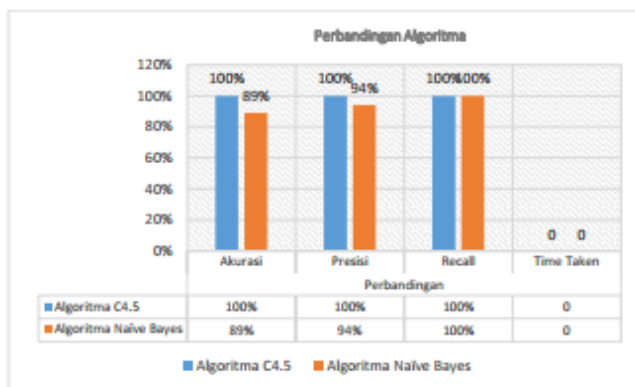 Perbandingan Algoritma
120%
100%
80%
60%
40%
20%
0%
100% 89% 100% 94% 100% 100% 0 0
Akurasi Presisi Recall Time Taken
Perbandingan
Algoritma C4.5 100% 100% 100% 0
Algoritma Naïve Bayes 89% 94% 100% 0
Algoritma C4.5 Algoritma Naïve Bayes